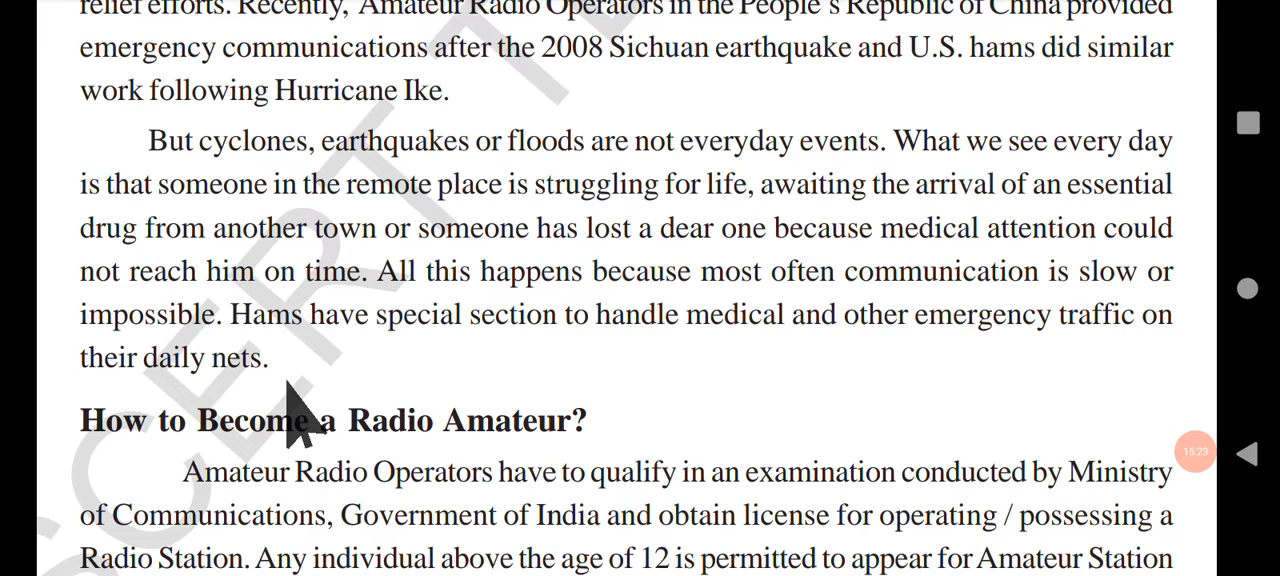 relief efforts. Recently, Amateur Radio Operators in the People's Republic of China provided
emergency communications after the 2008 Sichuan earthquake and U.S. hams did similar
work following Hurricane Ike.
But cyclones, earthquakes or floods are not everyday events. What we see every day
is that someone in the remote place is struggling for life, awaiting the arrival of an essential
drug from another town or someone has lost a dear one because medical attention could
not reach him on time. All this happens because most often communication is slow or
impossible. Hams have special section to handle medical and other emergency traffic on
their daily nets.
How to Become a Radio Amateur?
Amateur Radio Operators have to qualify in an examination conducted by Ministry
of Communications, Government of India and obtain license for operating / possessing a
Radio Station. Any individual above the age of 12 is permitted to appear for Amateur Station
15:23
SCERT T